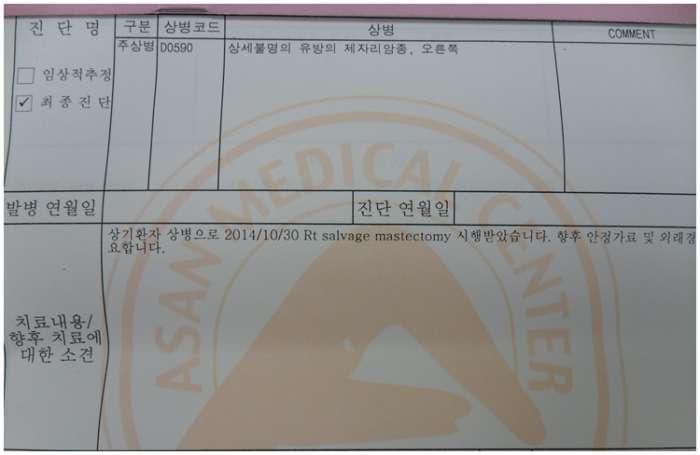 진 단 명 구분 상병코드 상병 COMMENT
주상병 D0590 상세불명의 유방의 제자리암종, 오른쪽
임상적추정
최 종 진 단
발병 연월일 진단 연월일
상기환자 상병으로 2014/10/30 Rt salvage mastectomy 시행받았습니다. 향후 안정가료 및 외래경
요합니다.
치료내용/
향후 치료에
대한 소견
ASAN MEDICAL CENTER